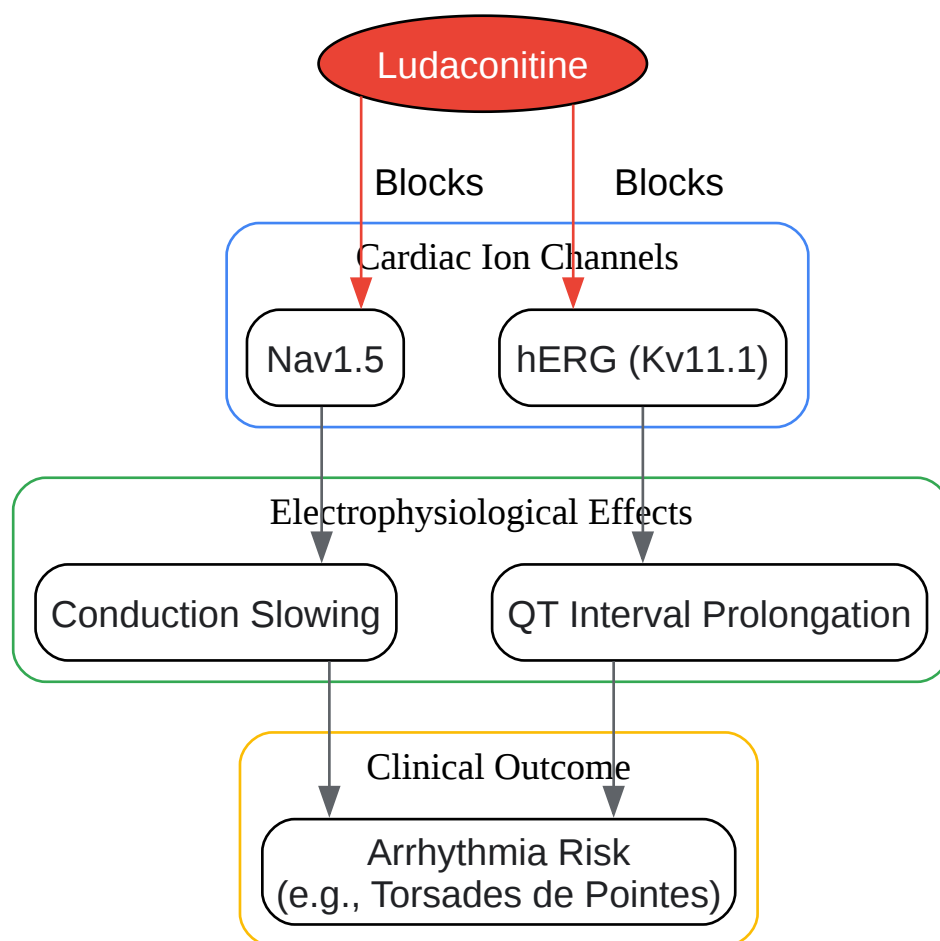 Ludaconitine
Blocks
Blocks
Cardiac Ion Channels
Nav1.5
hERG (Kv11.1)
Electrophysiological Effects
Conduction Slowing
QT Interval Prolongation
Clinical Outcome
Arrhythmia Risk
(e.g., Torsades de Pointes)